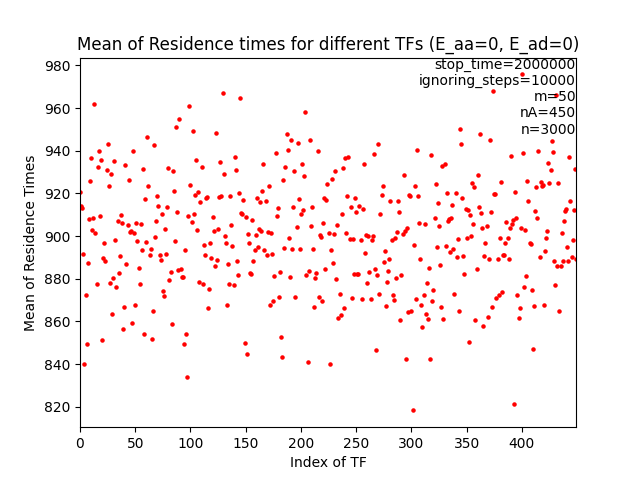 Mean of Residence times for different TFs (E_aa=0, E_ad=0)
stop_time=2000000
ignoring_steps=10000
m=50
nA=450
n=3000
Mean of Residence Times
980
960
940
920
900
880
860
840
820
0 50 100 150 200 250 300 350 400
Index of TF